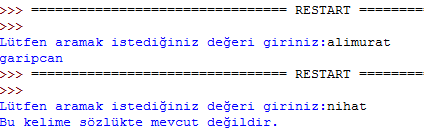 >>> ================================ RESTART ========
>>>
Lütfen aramak istediğiniz değeri giriniz:alimurat
garipcan
>>> ================================ RESTART ========
>>>
Lütfen aramak istediğiniz değeri giriniz:nihat
Bu kelime sözlükte mevcut değildir.